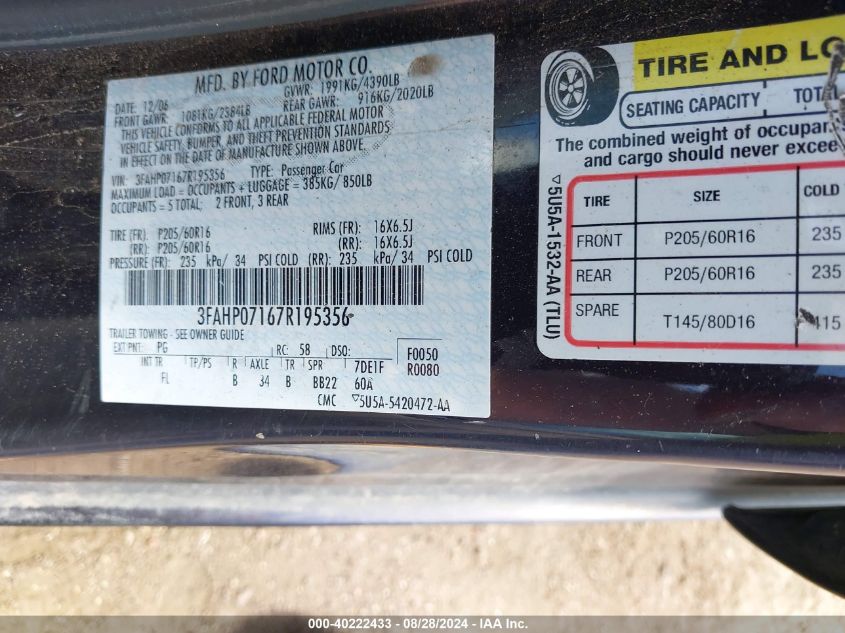 MFD. BY FORD MOTOR CO.
DATE: 12/06 GVWR: 1991KG/4390LB
FRONT GAWR: 1081KG/2384LB REAR GAWR: 916KG/2020LB
THIS VEHICLE CONFORMS TO ALL APPLICABLE FEDERAL MOTOR
VEHICLE SAFETY, BUMPER, AND THEFT PREVENTION STANDARDS
IN EFFECT ON THE DATE OF MANUFACTURE SHOWN ABOVE.
VIN: 3FAHP07167R195356 TYPE: Passenger Car
MAXIMUM LOAD = OCCUPANTS + LUGGAGE = 385KG/ 850LB
OCCUPANTS = 5 TOTAL: 2 FRONT, 3 REAR
TIRE (FR): P205/60R16 RIMS (FR): 16X6.5J
(RR): P205/60R16 (RR): 16X6.5J
PRESSURE (FR): 235 kPa/ 34 PSI COLD (RR): 235 kPa/ 34 PSI COLD
3FAHP07167R195356
TRAILER TOWING - SEE OWNER GUIDE
EXT PNT: PG RC: 58 DSO: F0050
INT TR TP/PS R AXLE TR SPR 7DE1F R0080
FL B 34 B BB22 60A
CMC ▽5U5A-5420472-AA
TIRE AND LO
SEATING CAPACITY TOTA
The combined weight of occupan
and cargo should never excee
▽5U5A-1532-AA (TLU)
TIRE SIZE COLD
FRONT P205/60R16 235
REAR P205/60R16 235
SPARE T145/80D16 415
000-40222433 - 08/28/2024 - IAA Inc.